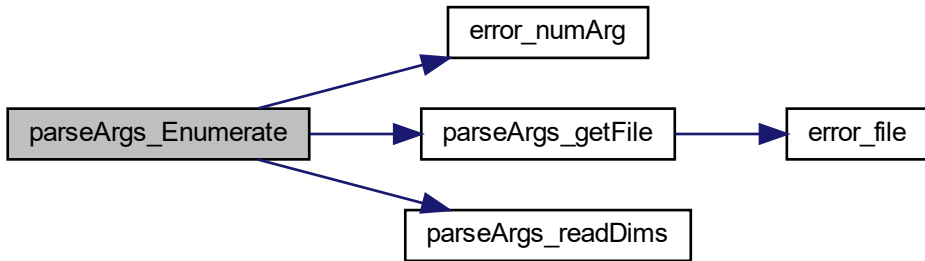 error_numArg
parseArgs_Enumerate
parseArgs_getFile
error_file
parseArgs_readDims